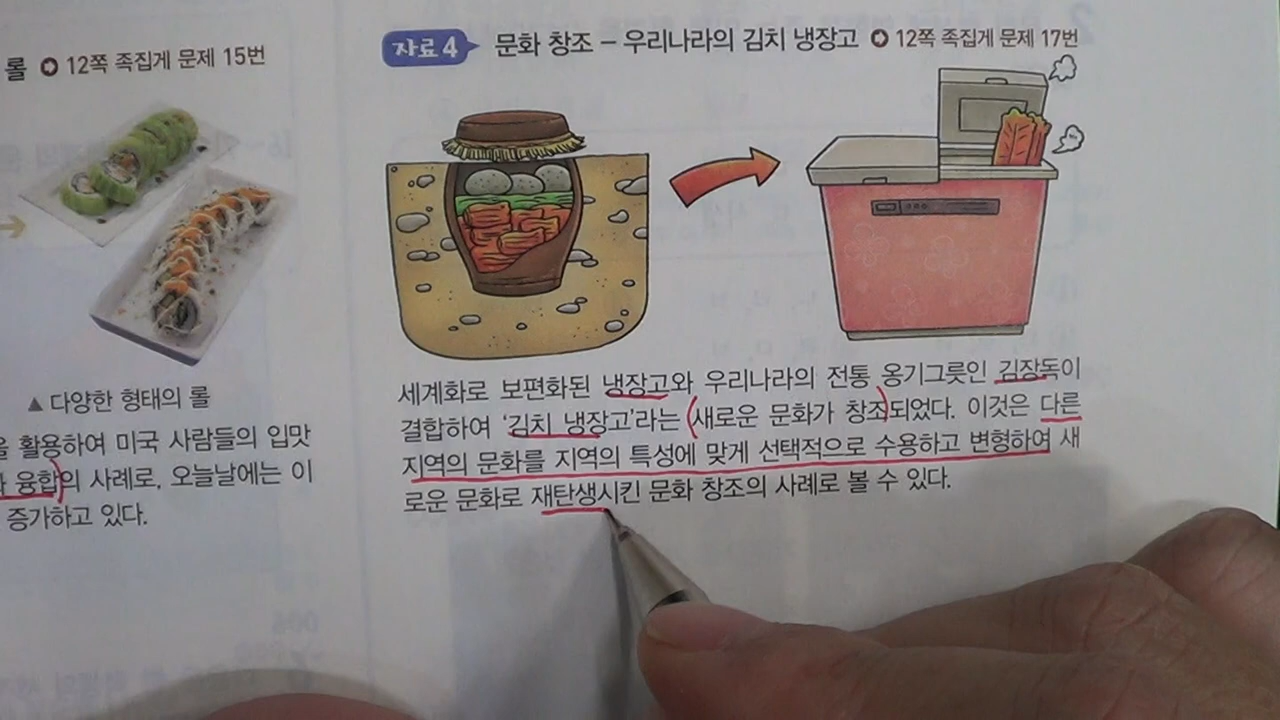 롤 ➲ 12쪽 족집게 문제 15번
▲ 다양한 형태의 롤
을 활용하여 미국 사람들의 입맛
융합의 사례로, 오늘날에는 이
증가하고 있다.
자료 4 문화 창조 – 우리나라의 김치 냉장고 ➲ 12쪽 족집게 문제 17번
세계화로 보편화된 냉장고와 우리나라의 전통 옹기그릇인 김장독이
결합하여 ‘김치 냉장고’라는 새로운 문화가 창조되었다. 이것은 다른
지역의 문화를 지역의 특성에 맞게 선택적으로 수용하고 변형하여 새
로운 문화로 재탄생시킨 문화 창조의 사례로 볼 수 있다.